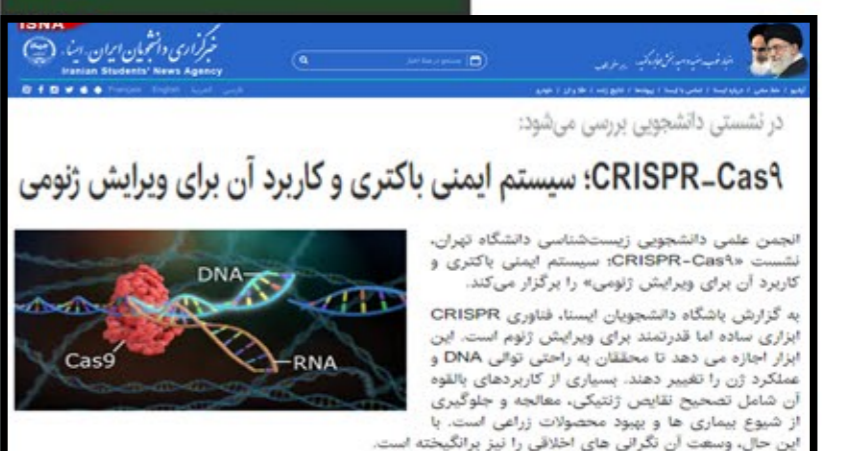 ISNA
خبرگزاری دانشجویان ایران. ایسنا.
Iranian Students' News Agency
Français English العربية فارسی
در نشستی دانشجویی بررسی می‌شود:
CRISPR-Cas۹؛ سیستم ایمنی باکتری و کاربرد آن برای ویرایش ژنومی
انجمن علمی دانشجویی زیست‌شناسی دانشگاه تهران،
نشست «CRISPR-Cas۹؛ سیستم ایمنی باکتری و
کاربرد آن برای ویرایش ژنومی» را برگزار می‌کند.
به گزارش باشگاه دانشجویان ایسنا، فناوری CRISPR
ابزاری ساده اما قدرتمند برای ویرایش ژنوم است. این
ابزار اجازه می دهد تا محققان به راحتی توالی DNA و
عملکرد ژن را تغییر دهند. بسیاری از کاربردهای بالقوه
آن شامل تصحیح نقایص ژنتیکی، معالجه و جلوگیری
از شیوع بیماری ها و بهبود محصولات زراعی است. با
این حال، وسعت آن نگرانی های اخلاقی را نیز برانگیخته است.
DNA
Cas9
RNA